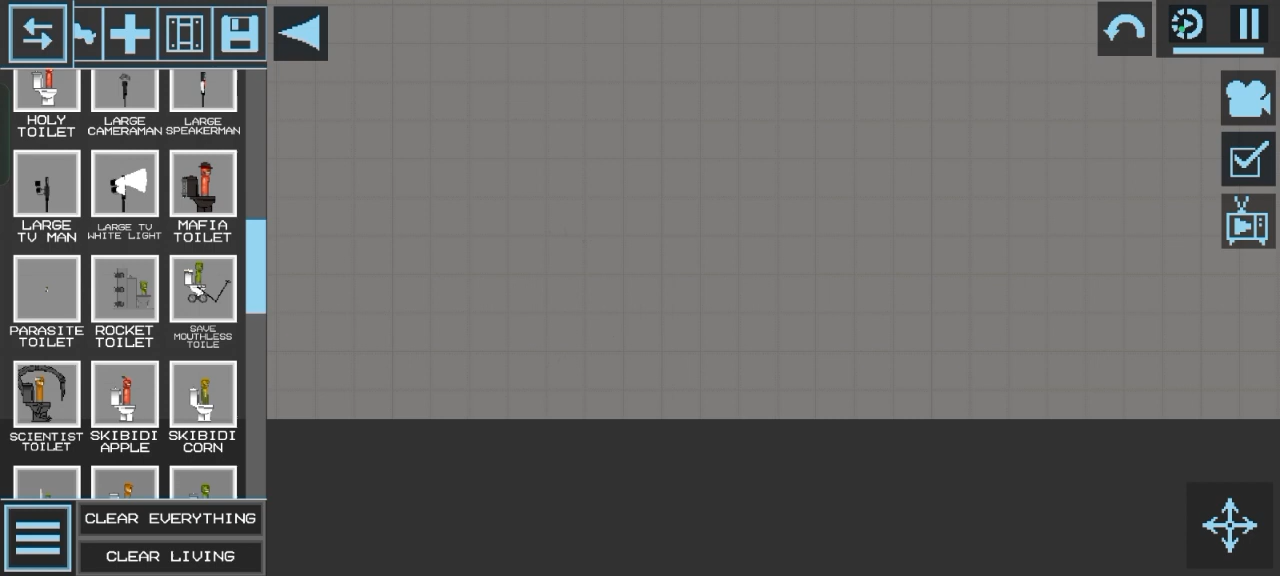 HOLY
TOILET
LARGE
CAMERAMAN
LARGE
SPEAKERMAN
LARGE
TV MAN
LARGE TV
WHITE LIGHT
MAFIA
TOILET
PARASITE
TOILET
ROCKET
TOILET
SAVE
MOUTHLESS
TOILE
SCIENTIST
TOILET
SKIBIDI
APPLE
SKIBIDI
CORN
CLEAR EVERYTHING
CLEAR LIVING